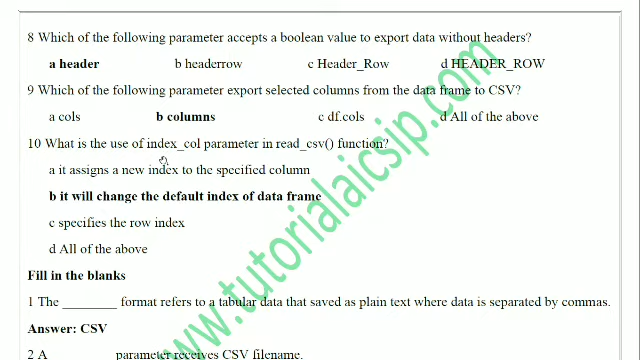 8 Which of the following parameter accepts a boolean value to export data without headers?
a header b headerrow c Header_Row d HEADER_ROW
9 Which of the following parameter export selected columns from the data frame to CSV?
a cols b columns c df.cols d All of the above
10 What is the use of index_col parameter in read_csv() function?
a it assigns a new index to the specified column
b it will change the default index of data frame
c specifies the row index
d All of the above
Fill in the blanks
1 The ________ format refers to a tabular data that saved as plain text where data is separated by commas.
Answer: CSV
2 A _________ parameter receives CSV filename.
www.tutorialaicsip.com